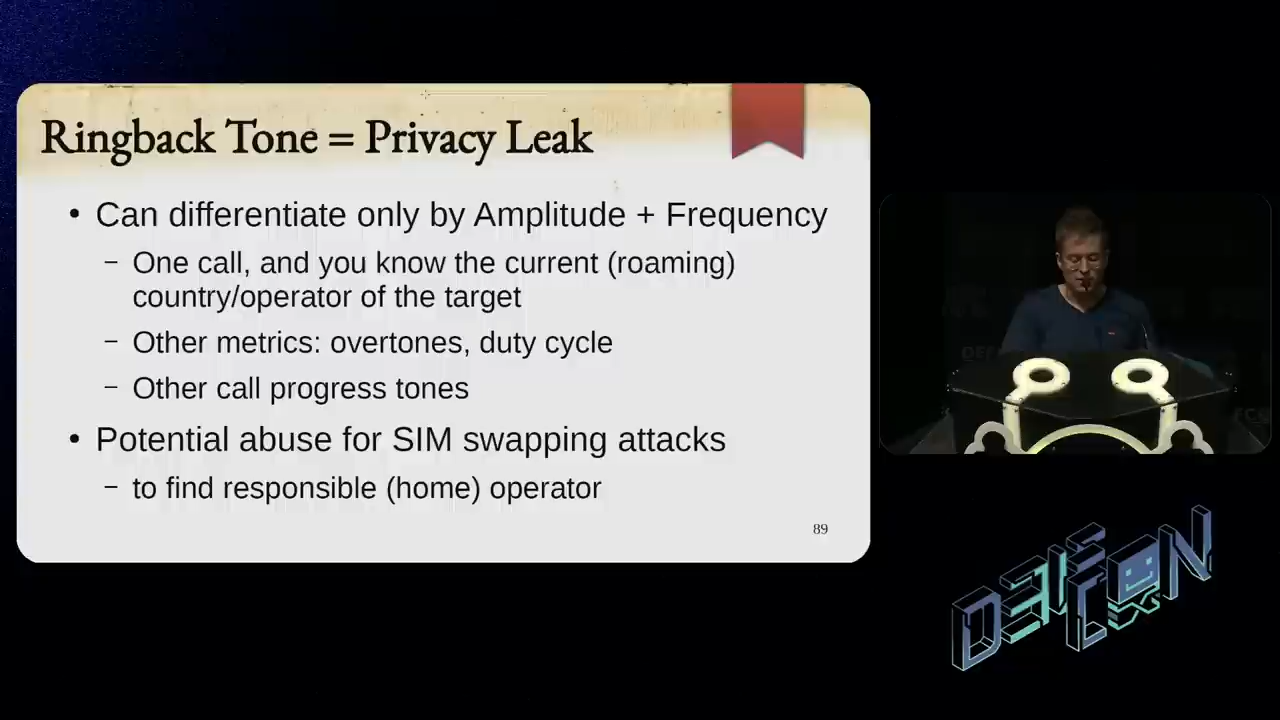 Ringback Tone = Privacy Leak
• Can differentiate only by Amplitude + Frequency
– One call, and you know the current (roaming)
country/operator of the target
– Other metrics: overtones, duty cycle
– Other call progress tones
• Potential abuse for SIM swapping attacks
– to find responsible (home) operator
89
DEF CON